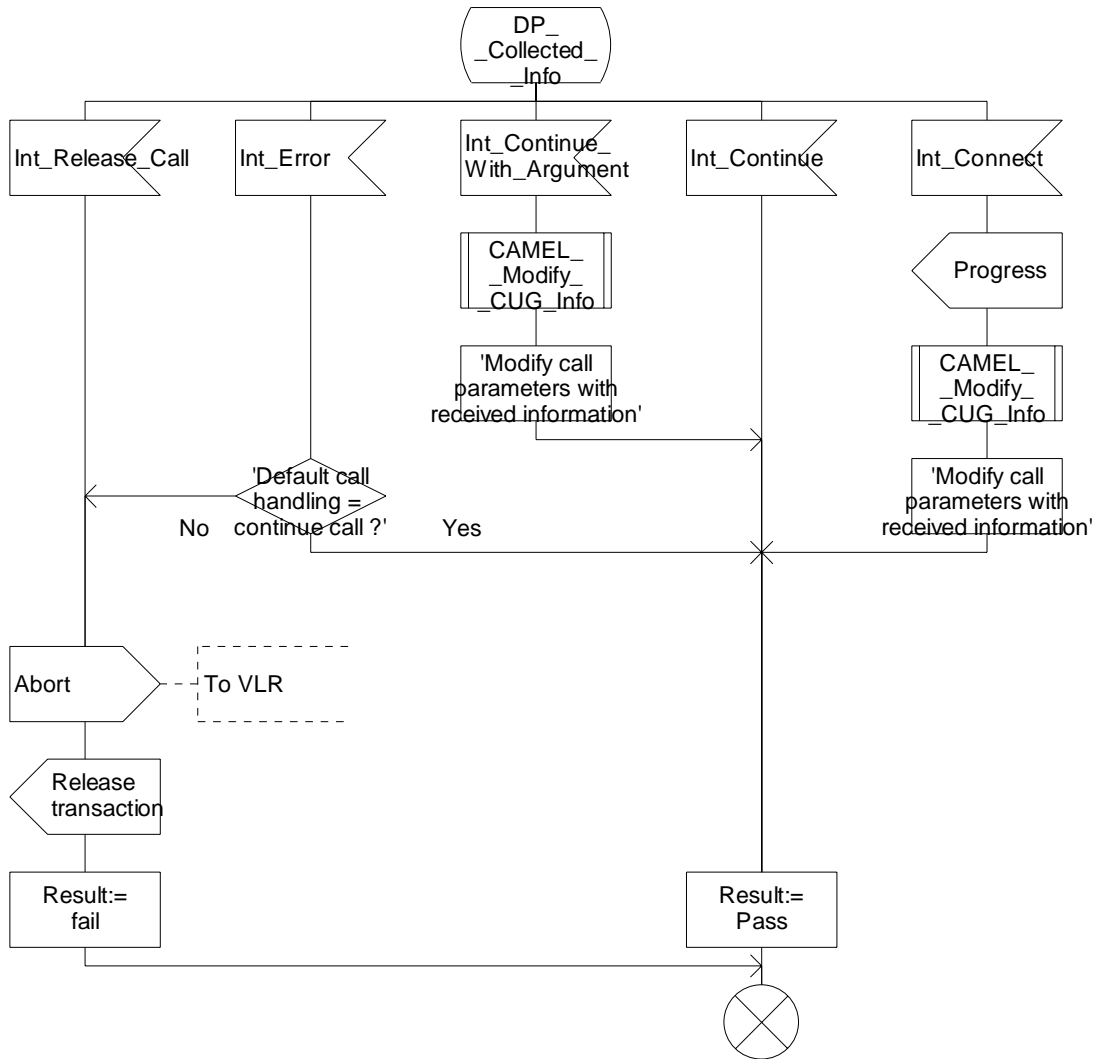 DP_
_Collected_
_Info
Int_Release_Call
Int_Error
Int_Continue_
With_Argument
Int_Continue
Int_Connect
CAMEL_
_Modify_
_CUG_Info
Progress
'Modify call
parameters with
received information'
CAMEL_
_Modify_
_CUG_Info
'Default call
handling =
continue call ?'
No
Yes
'Modify call
parameters with
received information'
Abort
To VLR
Release
transaction
Result:=
fail
Result:=
Pass